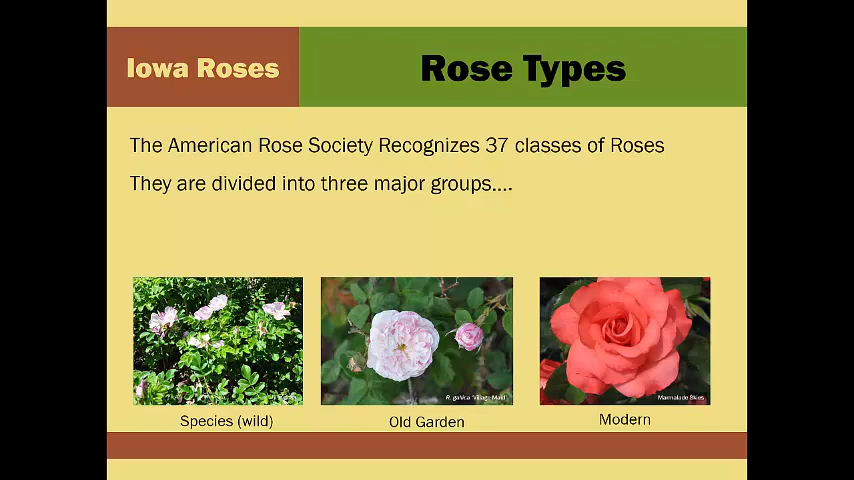 Iowa Roses
Rose Types
The American Rose Society Recognizes 37 classes of Roses
They are divided into three major groups....
R. gallica 'Village Maid'
Marmalade Skies
Species (wild)
Old Garden
Modern